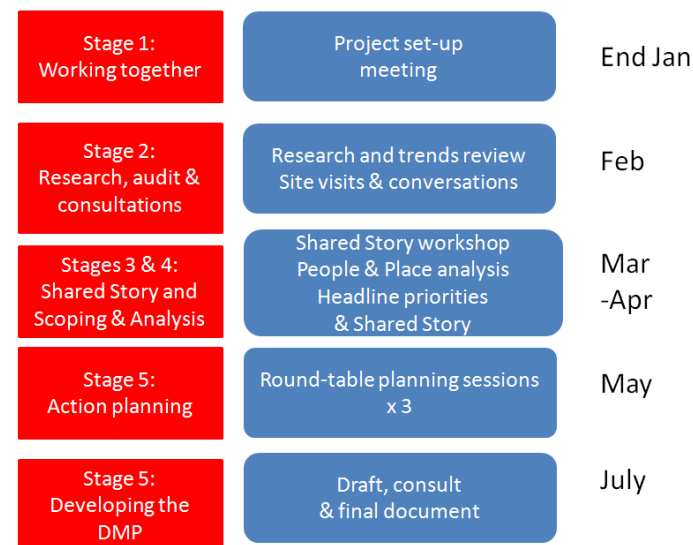 Stage 1:
Working together
Project set-up
meeting
End Jan
Stage 2:
Research, audit &
consultations
Research and trends review
Site visits & conversations
Feb
Stages 3 & 4:
Shared Story and
Scoping & Analysis
Shared Story workshop
People & Place analysis
Headline priorities
& Shared Story
Mar
-Apr
Stage 5:
Action planning
Round-table planning sessions
x 3
May
Stage 5:
Developing the
DMP
Draft, consult
& final document
July